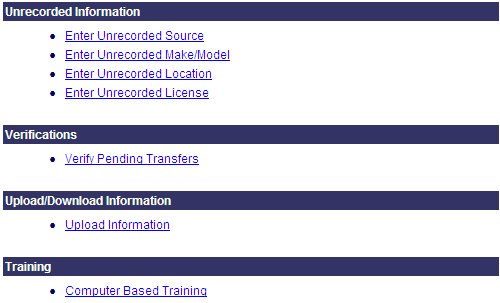 Unrecorded Information
Enter Unrecorded Source
Enter Unrecorded Make/Model
Enter Unrecorded Location
Enter Unrecorded License
Verifications
Verify Pending Transfers
Upload/Download Information
Upload Information
Training
Computer Based Training